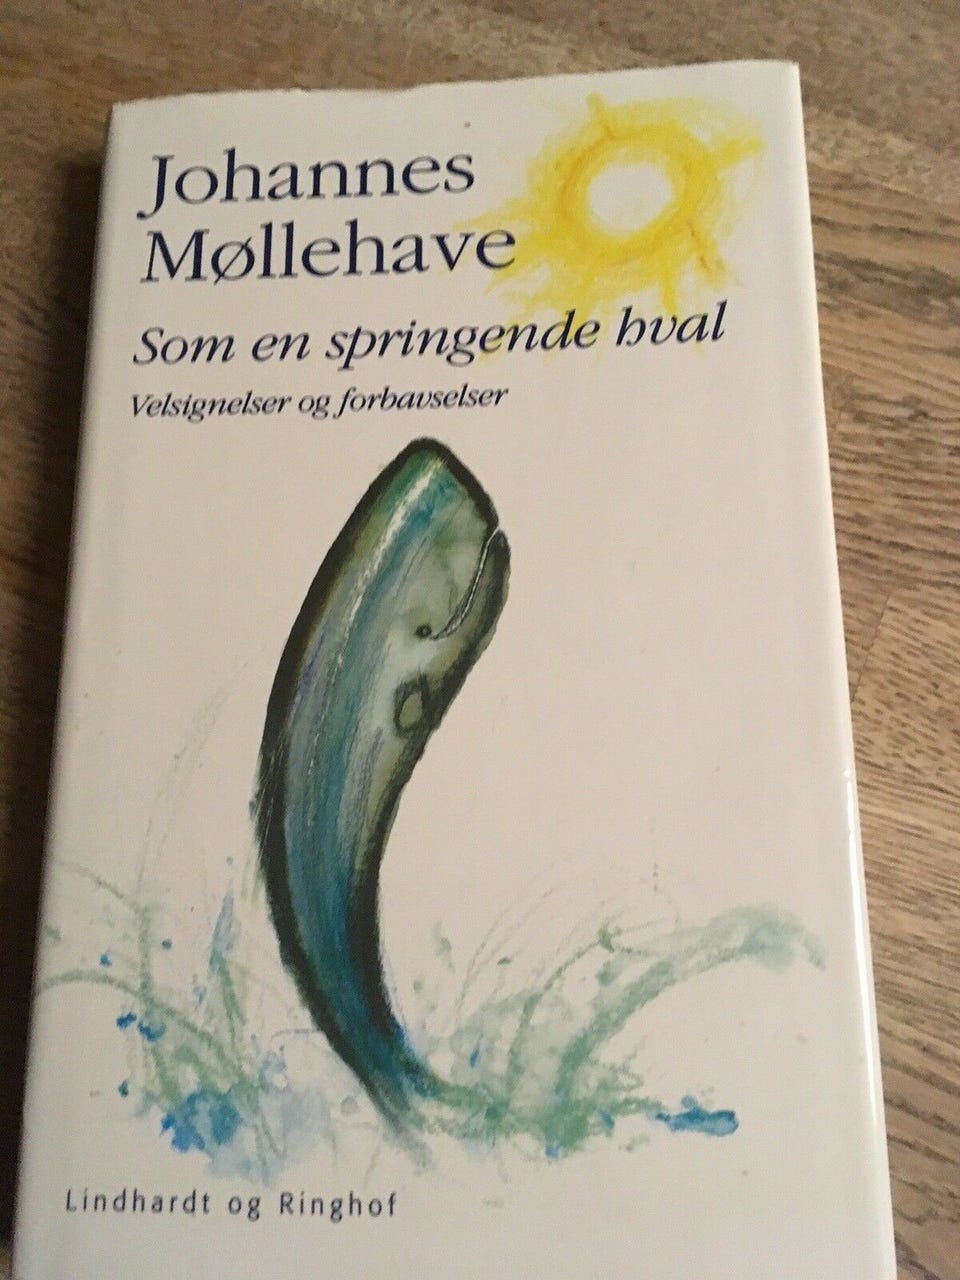 Johannes
Møllehave
Som en springende hval
Velsignelser og forbavselser
Lindhardt og Ringhof